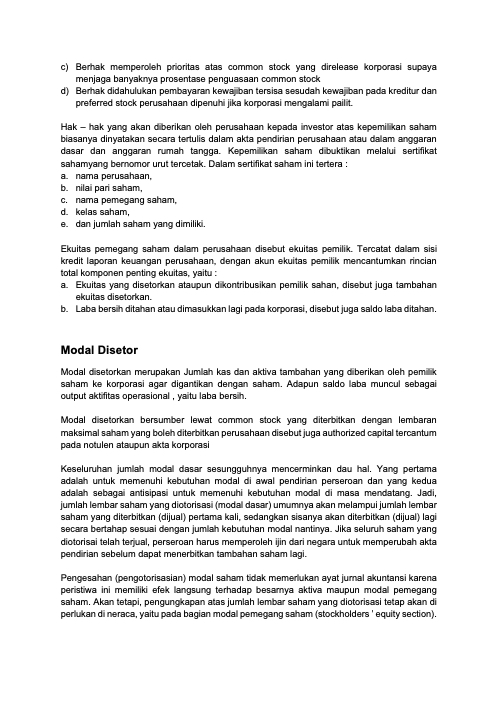 c) Berhak memperoleh prioritas atas common stock yang direlease korporasi supaya
menjaga banyaknya prosentase penguasaan common stock
d) Berhak didahulukan pembayaran kewajiban tersisa sesudah kewajiban pada kreditur dan
preferred stock perusahaan dipenuhi jika korporasi mengalami pailit.
Hak – hak yang akan diberikan oleh perusahaan kepada investor atas kepemilikan saham
biasanya dinyatakan secara tertulis dalam akta pendirian perusahaan atau dalam anggaran
dasar dan anggaran rumah tangga. Kepemilikan saham dibuktikan melalui sertifikat
sahamyang bernomor urut tercetak. Dalam sertifikat saham ini tertera :
a. nama perusahaan,
b. nilai pari saham,
c. nama pemegang saham,
d. kelas saham,
e. dan jumlah saham yang dimiliki.
Ekuitas pemegang saham dalam perusahaan disebut ekuitas pemilik. Tercatat dalam sisi
kredit laporan keuangan perusahaan, dengan akun ekuitas pemilik mencantumkan rincian
total komponen penting ekuitas, yaitu :
a. Ekuitas yang disetorkan ataupun dikontribusikan pemilik sahan, disebut juga tambahan
ekuitas disetorkan.
b. Laba bersih ditahan atau dimasukkan lagi pada korporasi, disebut juga saldo laba ditahan.
Modal Disetor
Modal disetorkan merupakan Jumlah kas dan aktiva tambahan yang diberikan oleh pemilik
saham ke korporasi agar digantikan dengan saham. Adapun saldo laba muncul sebagai
output aktifitas operasional , yaitu laba bersih.
Modal disetorkan bersumber lewat common stock yang diterbitkan dengan lembaran
maksimal saham yang boleh diterbitkan perusahaan disebut juga authorized capital tercantum
pada notulen ataupun akta korporasi
Keseluruhan jumlah modal dasar sesungguhnya mencerminkan dau hal. Yang pertama
adalah untuk memenuhi kebutuhan modal di awal pendirian perseroan dan yang kedua
adalah sebagai antisipasi untuk memenuhi kebutuhan modal di masa mendatang. Jadi,
jumlah lembar saham yang diotorisasi (modal dasar) umumnya akan melampui jumlah lembar
saham yang diterbitkan (dijual) pertama kali, sedangkan sisanya akan diterbitkan (dijual) lagi
secara bertahap sesuai dengan jumlah kebutuhan modal nantinya. Jika seluruh saham yang
diotorisai telah terjual, perseroan harus memperoleh ijin dari negara untuk memperubah akta
pendirian sebelum dapat menerbitkan tambahan saham lagi.
Pengesahan (pengotorisasian) modal saham tidak memerlukan ayat jurnal akuntansi karena
peristiwa ini memiliki efek langsung terhadap besarnya aktiva maupun modal pemegang
saham. Akan tetapi, pengungkapan atas jumlah lembar saham yang diotorisasi tetap akan di
perlukan di neraca, yaitu pada bagian modal pemegang saham (stockholders ’ equity section).